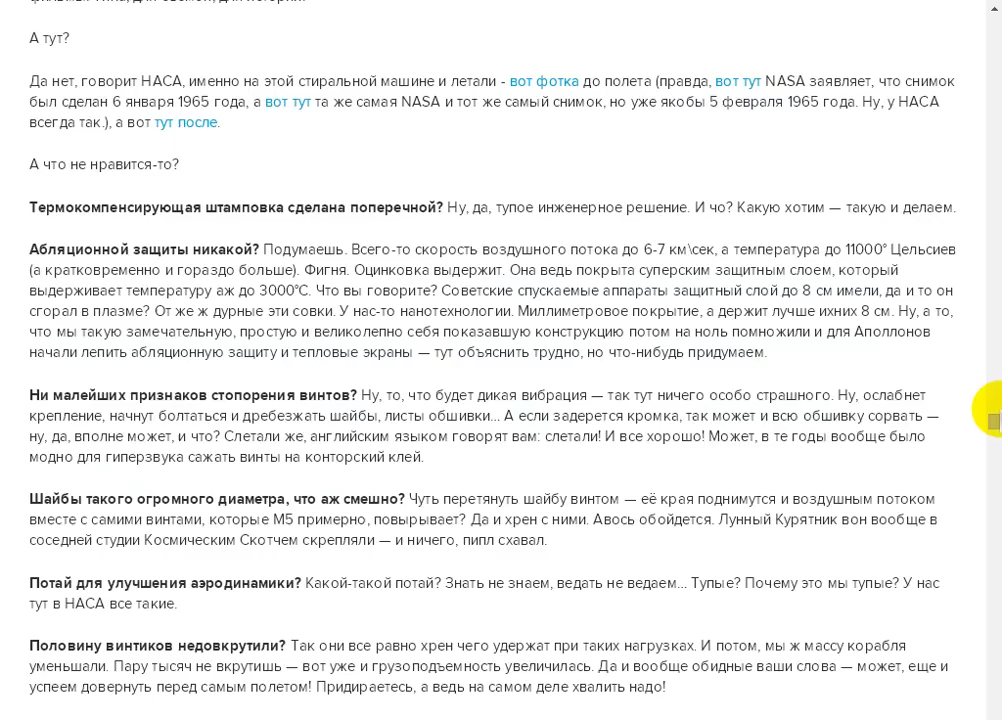 А тут?
Да нет, говорит НАСА, именно на этой стиральной машине и летали - вот фотка до полета (правда, вот тут NASA заявляет, что снимок
был сделан 6 января 1965 года, а вот тут та же самая NASA и тот же самый снимок, но уже якобы 5 февраля 1965 года. Ну, у НАСА
всегда так.), а вот тут после.
А что не нравится-то?
Термокомпенсирующая штамповка сделана поперечной? Ну, да, тупое инженерное решение. И чо? Какую хотим — такую и делаем.
Абляционной защиты никакой? Подумаешь. Всего-то скорость воздушного потока до 6-7 км\сек, а температура до 11000° Цельсиев
(а кратковременно и гораздо больше). Фигня. Оцинковка выдержит. Она ведь покрыта суперским защитным слоем, который
выдерживает температуру аж до 3000°С. Что вы говорите? Советские спускаемые аппараты защитный слой до 8 см имели, да и то он
сгорал в плазме? От же ж дурные эти совки. У нас-то нанотехнологии. Миллиметровое покрытие, а держит лучше ихних 8 см. Ну, а то,
что мы такую замечательную, простую и великолепно себя показавшую конструкцию потом на ноль помножили и для Аполлонов
начали лепить абляционную защиту и тепловые экраны — тут объяснить трудно, но что-нибудь придумаем.
Ни малейших признаков стопорения винтов? Ну, то, что будет дикая вибрация — так тут ничего особо страшного. Ну, ослабнет
крепление, начнут болтаться и дребезжать шайбы, листы обшивки... А если задерется кромка, так может и всю обшивку сорвать —
ну, да, вполне может, и что? Слетали же, английским языком говорят вам: слетали! И все хорошо! Может, в те годы вообще было
модно для гиперзвука сажать винты на конторский клей.
Шайбы такого огромного диаметра, что аж смешно? Чуть перетянуть шайбу винтом — её края поднимутся и воздушным потоком
вместе с самими винтами, которые М5 примерно, повырывает? Да и хрен с ними. Авось обойдется. Лунный Курятник вон вообще в
соседней студии Космическим Скотчем скрепляли — и ничего, пипл схавал.
Потай для улучшения аэродинамики? Какой-такой потай? Знать не знаем, ведать не ведаем... Тупые? Почему это мы тупые? У нас
тут в НАСА все такие.
Половину винтиков недовкрутили? Так они все равно хрен чего удержат при таких нагрузках. И потом, мы ж массу корабля
уменьшали. Пару тысяч не вкрутишь — вот уже и грузоподъемность увеличилась. Да и вообще обидные ваши слова — может, еще и
успеем довернуть перед самым полетом! Придираетесь, а ведь на самом деле хвалить надо!